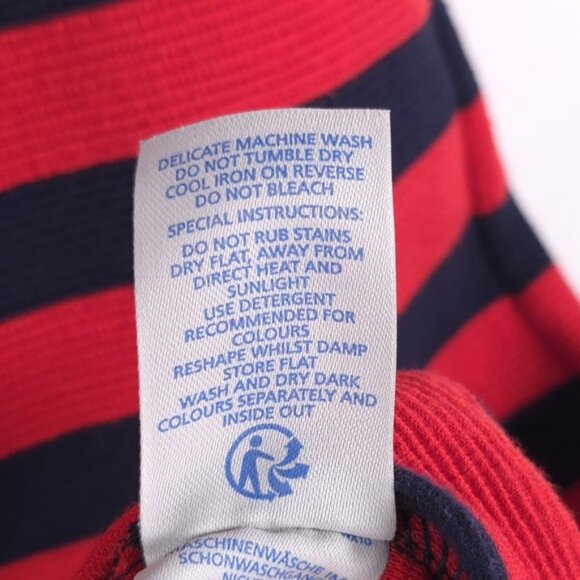 DELICATE MACHINE WASH
DO NOT TUMBLE DRY
COOL IRON ON REVERSE
DO NOT BLEACH
SPECIAL INSTRUCTIONS:
DO NOT RUB STAINS
DRY FLAT, AWAY FROM
DIRECT HEAT AND
SUNLIGHT
USE DETERGENT
RECOMMENDED FOR
COLOURS
RESHAPE WHILST DAMP
STORE FLAT
WASH AND DRY DARK
COLOURS SEPARATELY AND
INSIDE OUT
SCHONWASCHGANG